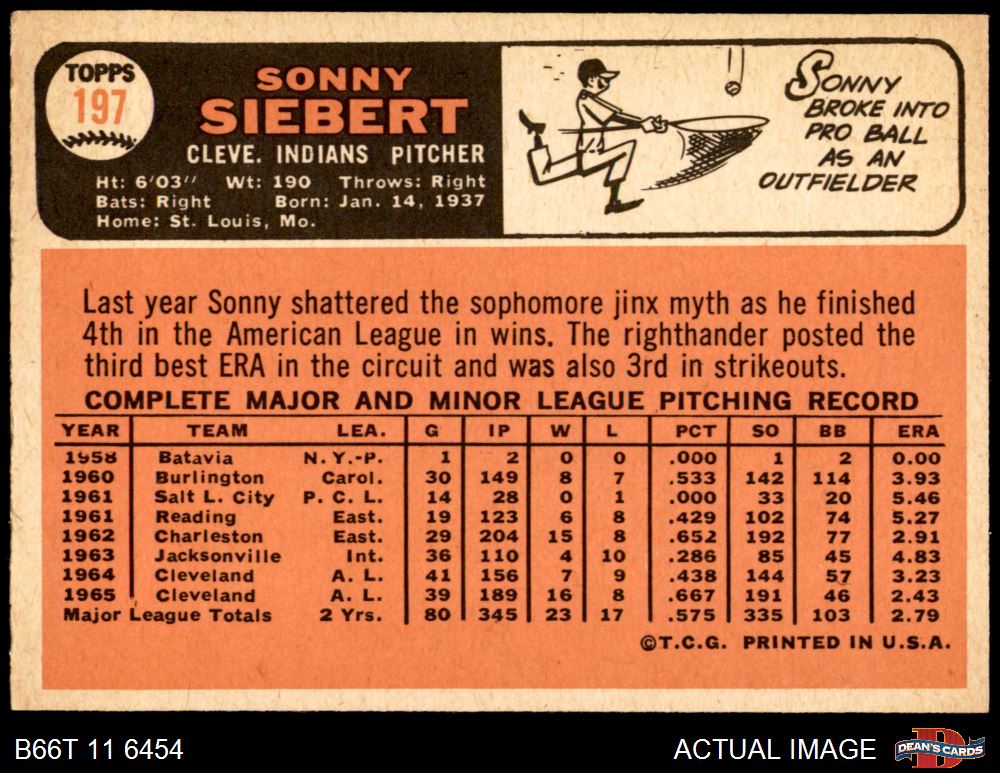 TOPPS
197
SONNY
SIEBERT
CLEVE. INDIANS PITCHER
Ht: 6'03" Wt: 190 Throws: Right
Bats: Right Born: Jan. 14, 1937
Home: St. Louis, Mo.
SONNY
BROKE INTO
PRO BALL
AS AN
OUTFIELDER
Last year Sonny shattered the sophomore jinx myth as he finished
4th in the American League in wins. The righthander posted the
third best ERA in the circuit and was also 3rd in strikeouts.
COMPLETE MAJOR AND MINOR LEAGUE PITCHING RECORD
YEAR TEAM LEA. G IP W L PCT SO BB ERA
1958 Batavia N.Y.-P. 1 2 0 0 .000 1 2 0.00
1960 Burlington Carol. 30 149 8 7 .533 142 114 3.93
1961 Salt L. City P. C. L. 14 28 0 1 .000 33 20 5.46
1961 Reading East. 19 123 6 8 .429 102 74 5.27
1962 Charleston East. 29 204 15 8 .652 192 77 2.91
1963 Jacksonville Int. 36 110 4 10 .286 85 45 4.83
1964 Cleveland A. L. 41 156 7 9 .438 144 57 3.23
1965 Cleveland A. L. 39 189 16 8 .667 191 46 2.43
Major League Totals 2 Yrs. 80 345 23 17 .575 335 103 2.79
©T.C.G. PRINTED IN U.S.A.
B66T 11 6454
ACTUAL IMAGE
D
DEAN'S CARDS